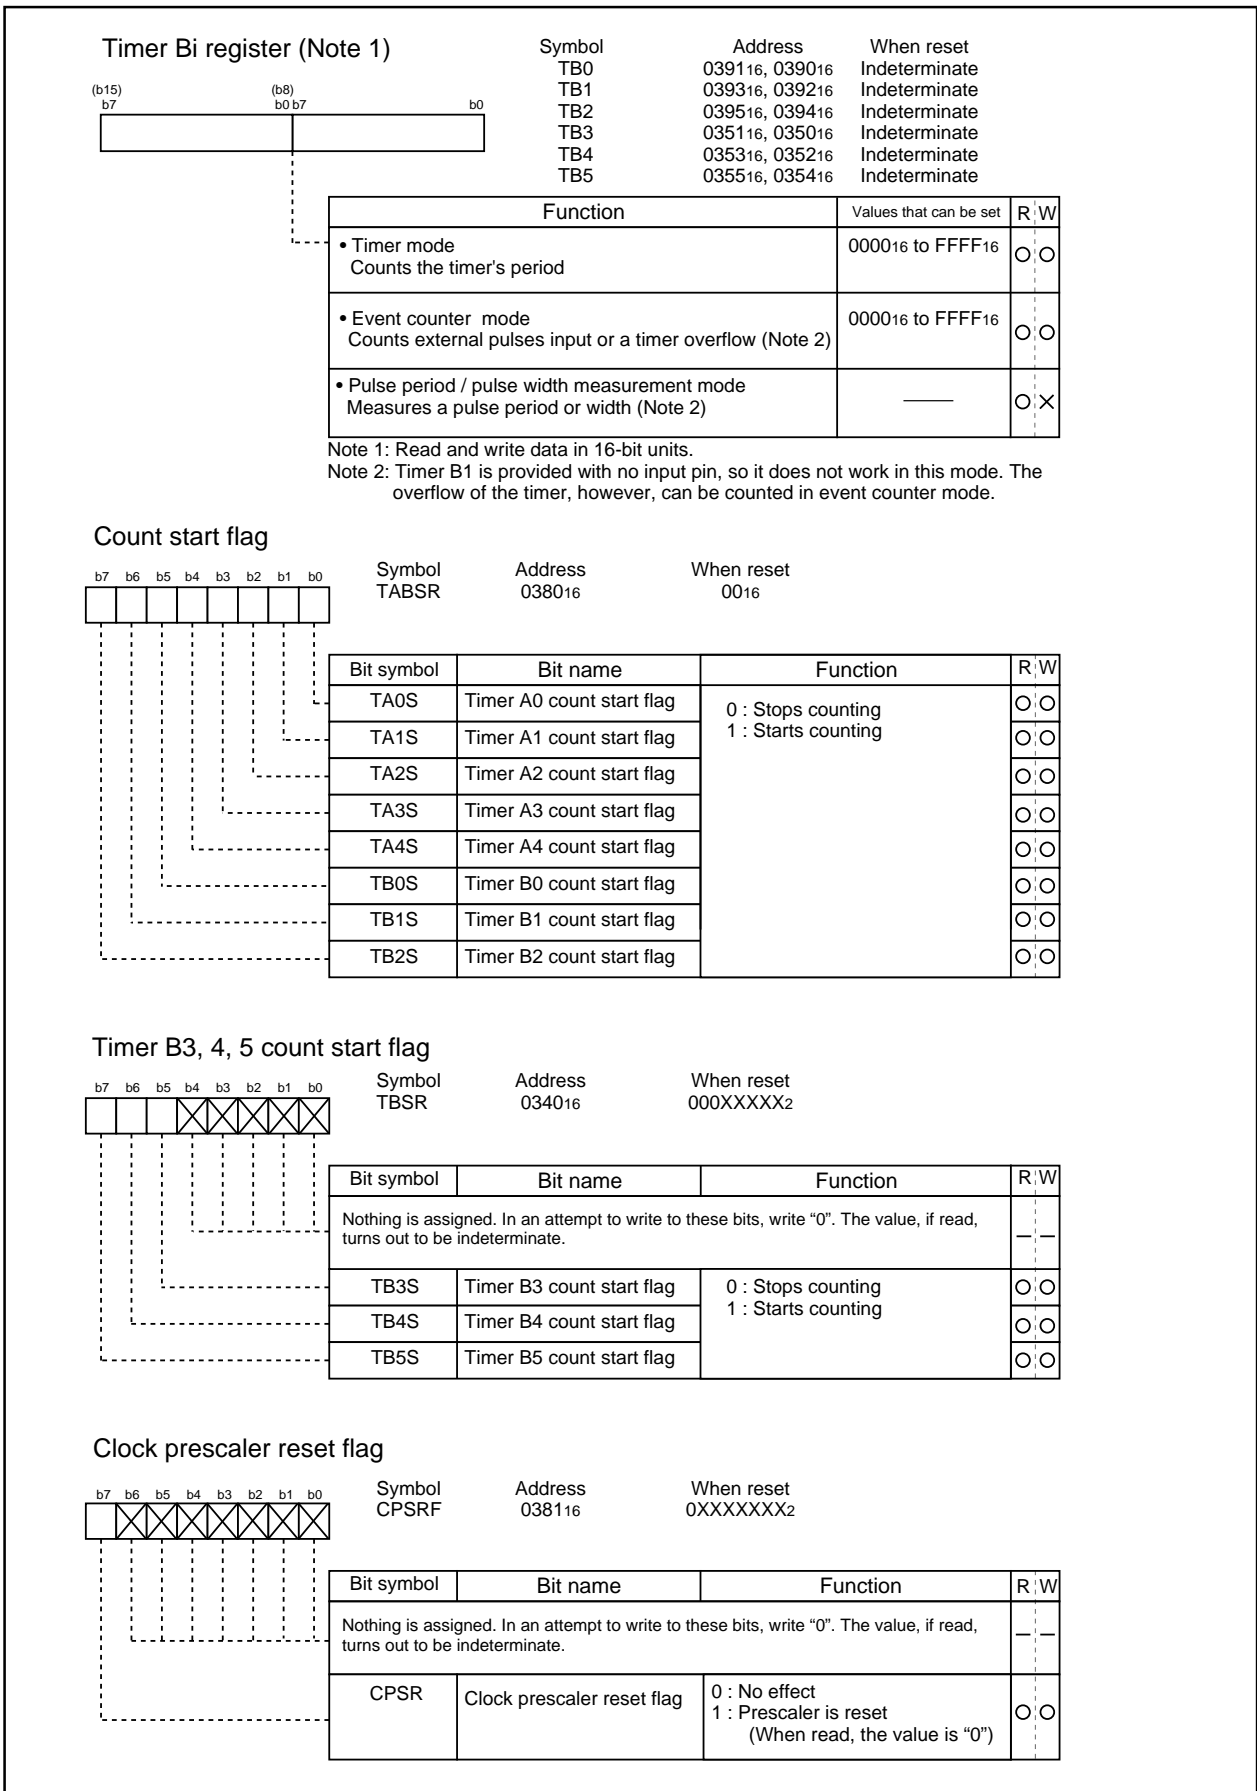 Timer Bi register (Note 1)
Symbol Address When reset
TB0 039116, 039016 Indeterminate
TB1 039316, 039216 Indeterminate
TB2 039516, 039416 Indeterminate
TB3 035116, 035016 Indeterminate
TB4 035316, 035216 Indeterminate
TB5 035516, 035416 Indeterminate
(b15) (b8)
b7 b0 b7 b0
Function Values that can be set R W
• Timer mode 000016 to FFFF16
Counts the timer's period
• Event counter mode 000016 to FFFF16
Counts external pulses input or a timer overflow (Note 2)
• Pulse period / pulse width measurement mode
Measures a pulse period or width (Note 2)
Note 1: Read and write data in 16-bit units.
Note 2: Timer B1 is provided with no input pin, so it does not work in this mode. The
overflow of the timer, however, can be counted in event counter mode.
Count start flag
Symbol Address When reset
TABSR 038016 0016
b7 b6 b5 b4 b3 b2 b1 b0
Bit symbol Bit name Function R W
TA0S Timer A0 count start flag 0 : Stops counting
TA1S Timer A1 count start flag 1 : Starts counting
TA2S Timer A2 count start flag
TA3S Timer A3 count start flag
TA4S Timer A4 count start flag
TB0S Timer B0 count start flag
TB1S Timer B1 count start flag
TB2S Timer B2 count start flag
Timer B3, 4, 5 count start flag
Symbol Address When reset
TBSR 034016 000XXXXX2
b7 b6 b5 b4 b3 b2 b1 b0
Bit symbol Bit name Function R W
Nothing is assigned. In an attempt to write to these bits, write “0”. The value, if read,
turns out to be indeterminate.
TB3S Timer B3 count start flag 0 : Stops counting
TB4S Timer B4 count start flag 1 : Starts counting
TB5S Timer B5 count start flag
Clock prescaler reset flag
Symbol Address When reset
CPSRF 038116 0XXXXXXX2
b7 b6 b5 b4 b3 b2 b1 b0
Bit symbol Bit name Function R W
Nothing is assigned. In an attempt to write to these bits, write “0”. The value, if read,
turns out to be indeterminate.
CPSR Clock prescaler reset flag 0 : No effect
1 : Prescaler is reset
(When read, the value is “0”)